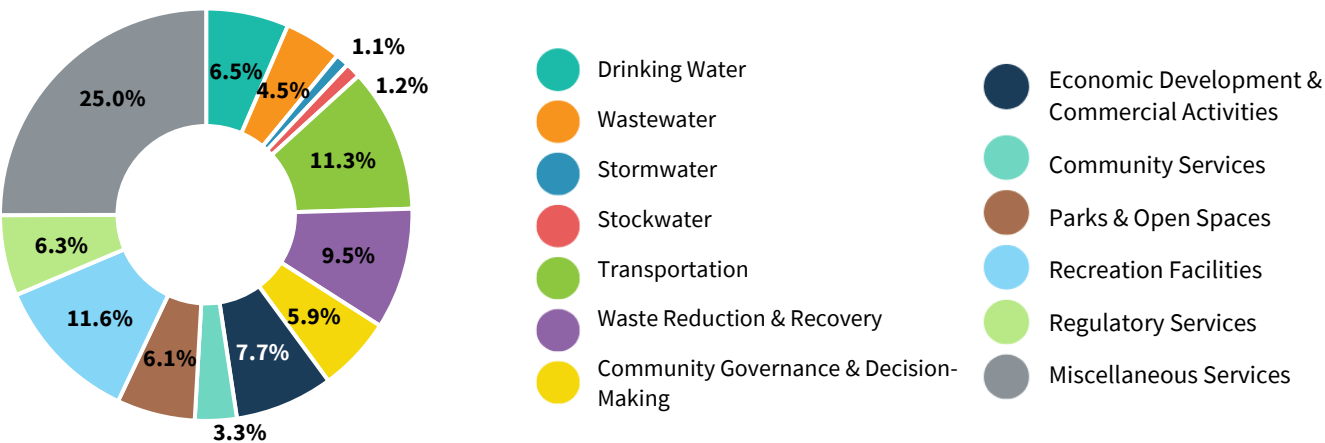 1.1%
6.5%
4.5%
1.2%
25.0%
11.3%
6.3%
9.5%
11.6%
5.9%
6.1%
7.7%
3.3%
Drinking Water
Wastewater
Stormwater
Stockwater
Transportation
Waste Reduction & Recovery
Community Governance & Decision-
Making
Economic Development &
Commercial Activities
Community Services
Parks & Open Spaces
Recreation Facilities
Regulatory Services
Miscellaneous Services